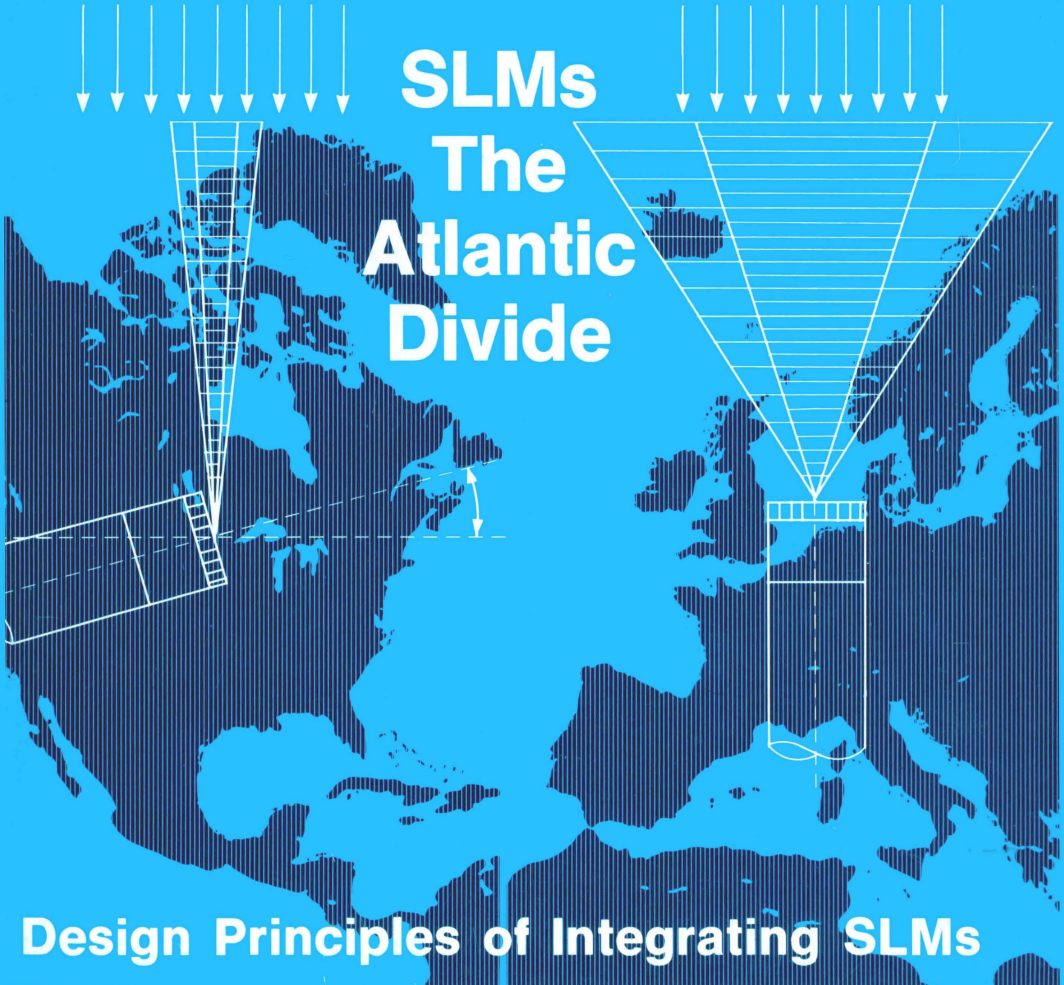 SLMs
The
Atlantic
Divide
Design Principles of Integrating SLMs